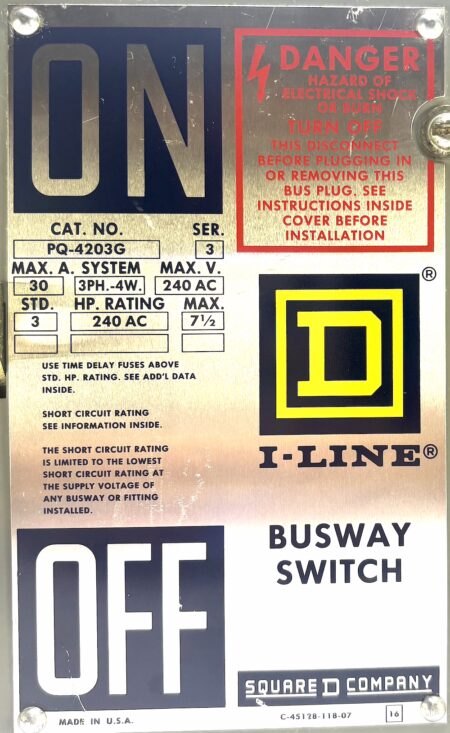 ON
DANGER
HAZARD OF
ELECTRICAL SHOCK
OR BURN
TURN OFF
THIS DISCONNECT
BEFORE PLUGGING IN
OR REMOVING THIS
BUS PLUG. SEE
INSTRUCTIONS INSIDE
COVER BEFORE
INSTALLATION
CAT. NO. SER.
PQ-4203G 3
MAX. A. SYSTEM MAX. V.
30 3PH.-4W. 240 AC
STD. HP. RATING MAX.
3 240 AC 7½
USE TIME DELAY FUSES ABOVE
STD. HP. RATING. SEE ADD'L DATA
INSIDE.
SHORT CIRCUIT RATING
SEE INFORMATION INSIDE.
THE SHORT CIRCUIT RATING
IS LIMITED TO THE LOWEST
SHORT CIRCUIT RATING AT
THE SUPPLY VOLTAGE OF
ANY BUSWAY OR FITTING
INSTALLED.
D ®
I-LINE®
BUSWAY
SWITCH
OFF
SQUARE D COMPANY
MADE IN U.S.A. C-45128-118-07 16